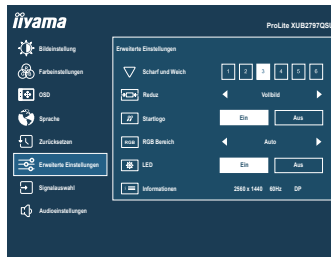 iiyama
ProLite XUB2797QSU
Bildeinstellung
Farbeinstellungen
OSD
Sprache
Zurücksetzen
Erweiterte Einstellungen
Signalauswahl
Audioeinstellungen
Erweiterte Einstellungen
Scharf und Weich 1 2 3 4 5 6
Reduz Vollbild
Startlogo Ein Aus
RGB RGB Bereich Auto
LED Ein Aus
Informationen 2560 x 1440 60Hz DP